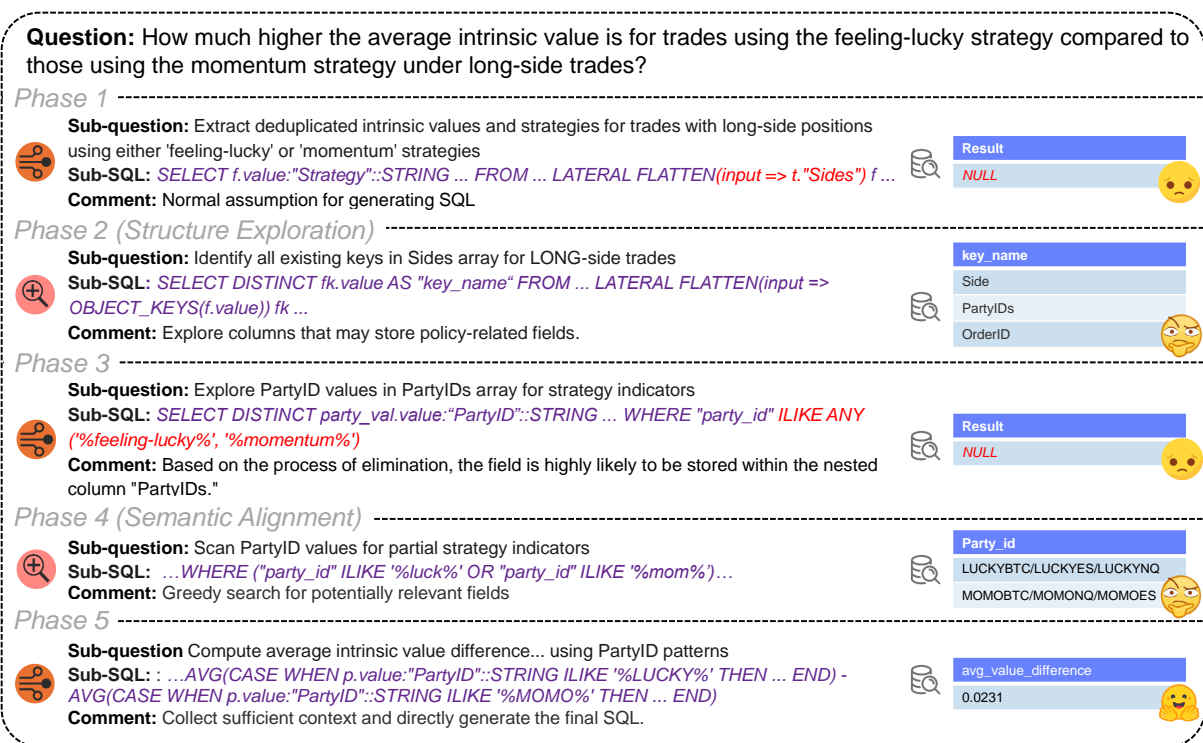 Question: How much higher the average intrinsic value is for trades using the feeling-lucky strategy compared to
those using the momentum strategy under long-side trades?
Phase 1
Sub-question: Extract deduplicated intrinsic values and strategies for trades with long-side positions
using either 'feeling-lucky' or 'momentum' strategies
Sub-SQL: SELECT f.value:"Strategy"::STRING ... FROM ... LATERAL FLATTEN(input => t."Sides") f ...
Comment: Normal assumption for generating SQL
Result
NULL
Phase 2 (Structure Exploration)
Sub-question: Identify all existing keys in Sides array for LONG-side trades
Sub-SQL: SELECT DISTINCT fk.value AS "key_name“ FROM ... LATERAL FLATTEN(input =>
OBJECT_KEYS(f.value)) fk ...
Comment: Explore columns that may store policy-related fields.
key_name
Side
PartyIDs
OrderID
Phase 3
Sub-question: Explore PartyID values in PartyIDs array for strategy indicators
Sub-SQL: SELECT DISTINCT party_val.value:“PartyID”::STRING ... WHERE "party_id" ILIKE ANY
('%feeling-lucky%', '%momentum%')
Comment: Based on the process of elimination, the field is highly likely to be stored within the nested
column "PartyIDs."
Result
NULL
Phase 4 (Semantic Alignment)
Sub-question: Scan PartyID values for partial strategy indicators
Sub-SQL: …WHERE ("party_id" ILIKE '%luck%' OR "party_id" ILIKE '%mom%')…
Comment: Greedy search for potentially relevant fields
Party_id
LUCKYBTC/LUCKYES/LUCKYNQ
MOMOBTC/MOMONQ/MOMOES
Phase 5
Sub-question Compute average intrinsic value difference... using PartyID patterns
Sub-SQL: : …AVG(CASE WHEN p.value:"PartyID"::STRING ILIKE '%LUCKY%' THEN ... END) -
AVG(CASE WHEN p.value:"PartyID"::STRING ILIKE '%MOMO%' THEN ... END)
Comment: Collect sufficient context and directly generate the final SQL.
avg_value_difference
0.0231